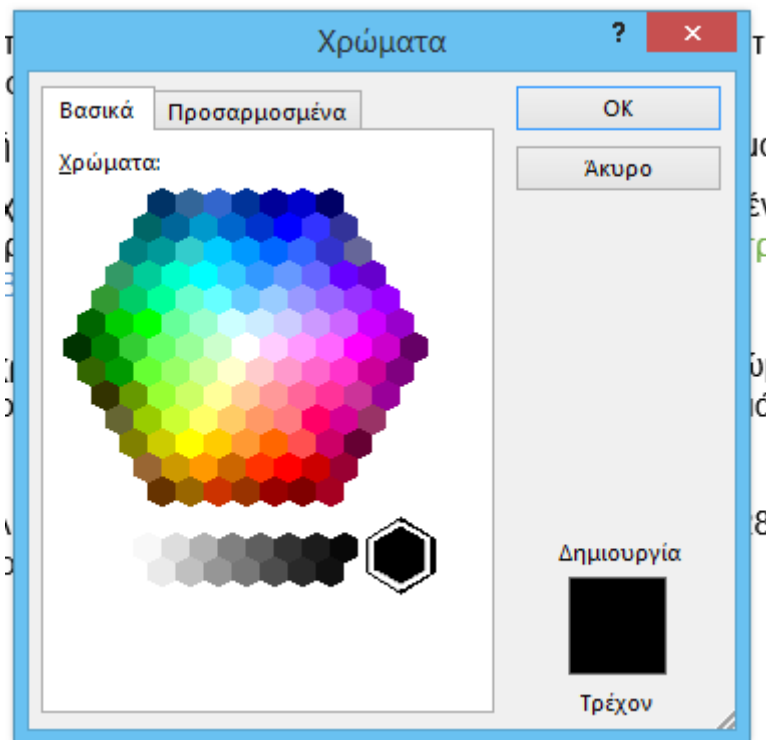 Χρώματα
?
Βασικά
Προσαρμοσμένα
OK
Άκυρο
Χρώματα:
Δημιουργία
Τρέχον